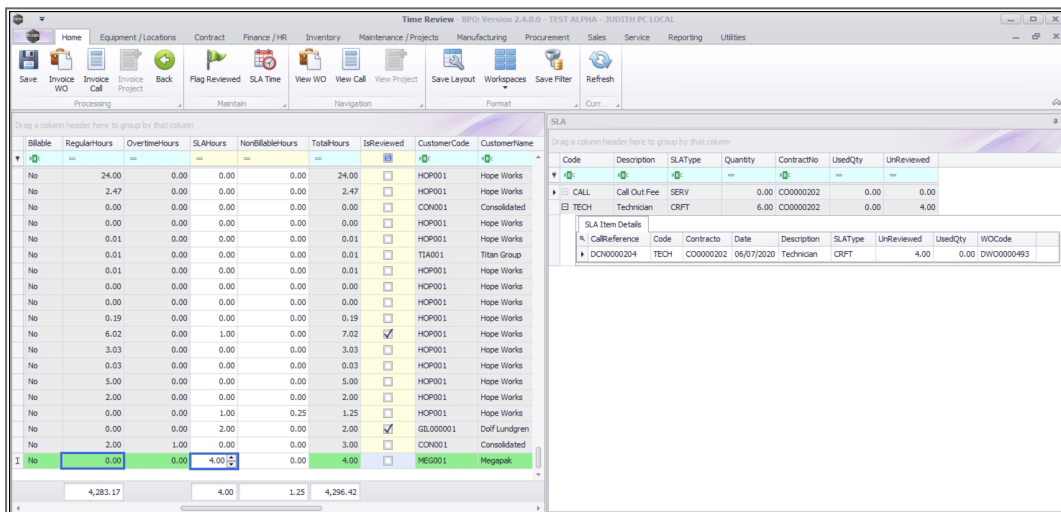 Time Review - BPO: Version 2.4.0.0 - TEST ALPHA - JUDITH PC LOCAL
Home Equipment / Locations Contract Finance / HR Inventory Maintenance / Projects Manufacturing Procurement Sales Service Reporting Utilities
Save Invoice WO Invoice Call Invoice Project Back Flag Reviewed SLA Time View WO View Call View Project Save Layout Workspaces Save Filter Refresh
Processing Maintain Navigation Format Curr ...
Drag a column header here to group by that column
Billable RegularHours OvertimeHours SLAHours NonBillableHours TotalHours IsReviewed CustomerCode CustomerName
= = = = =
No 24.00 0.00 0.00 0.00 24.00 HOP001 Hope Works
No 2.47 0.00 0.00 0.00 2.47 HOP001 Hope Works
No 0.00 0.00 0.00 0.00 0.00 CON001 Consolidated
No 0.00 0.00 0.00 0.00 0.00 HOP001 Hope Works
No 0.01 0.00 0.00 0.00 0.01 HOP001 Hope Works
No 0.01 0.00 0.00 0.00 0.01 TIA001 Titan Group
No 0.01 0.00 0.00 0.00 0.01 HOP001 Hope Works
No 0.00 0.00 0.00 0.00 0.00 HOP001 Hope Works
No 0.00 0.00 0.00 0.00 0.00 HOP001 Hope Works
No 0.19 0.00 0.00 0.00 0.19 HOP001 Hope Works
No 6.02 0.00 1.00 0.00 7.02 HOP001 Hope Works
No 3.03 0.00 0.00 0.00 3.03 HOP001 Hope Works
No 0.03 0.00 0.00 0.00 0.03 HOP001 Hope Works
No 5.00 0.00 0.00 0.00 5.00 HOP001 Hope Works
No 2.00 0.00 0.00 0.00 2.00 HOP001 Hope Works
No 0.00 0.00 1.00 0.25 1.25 HOP001 Hope Works
No 0.00 0.00 2.00 0.00 2.00 GIL000001 Dolf Lundgren
No 2.00 1.00 0.00 0.00 3.00 CON001 Consolidated
No 0.00 0.00 4.00 0.00 4.00 MEG001 Megapak
4,283.17 4.00 1.25 4,296.42
SLA
Drag a column header here to group by that column
Code Description SLAType Quantity ContractNo UsedQty UnReviewed
= = =
CALL Call Out Fee SERV 0.00 CO0000202 0.00 0.00
TECH Technician CRFT 6.00 CO0000202 0.00 4.00
SLA Item Details
CallReference Code Contracto Date Description SLAType UnReviewed UsedQty WOCode
DCN0000204 TECH CO0000202 06/07/2020 Technician CRFT 4.00 0.00 DWO0000493